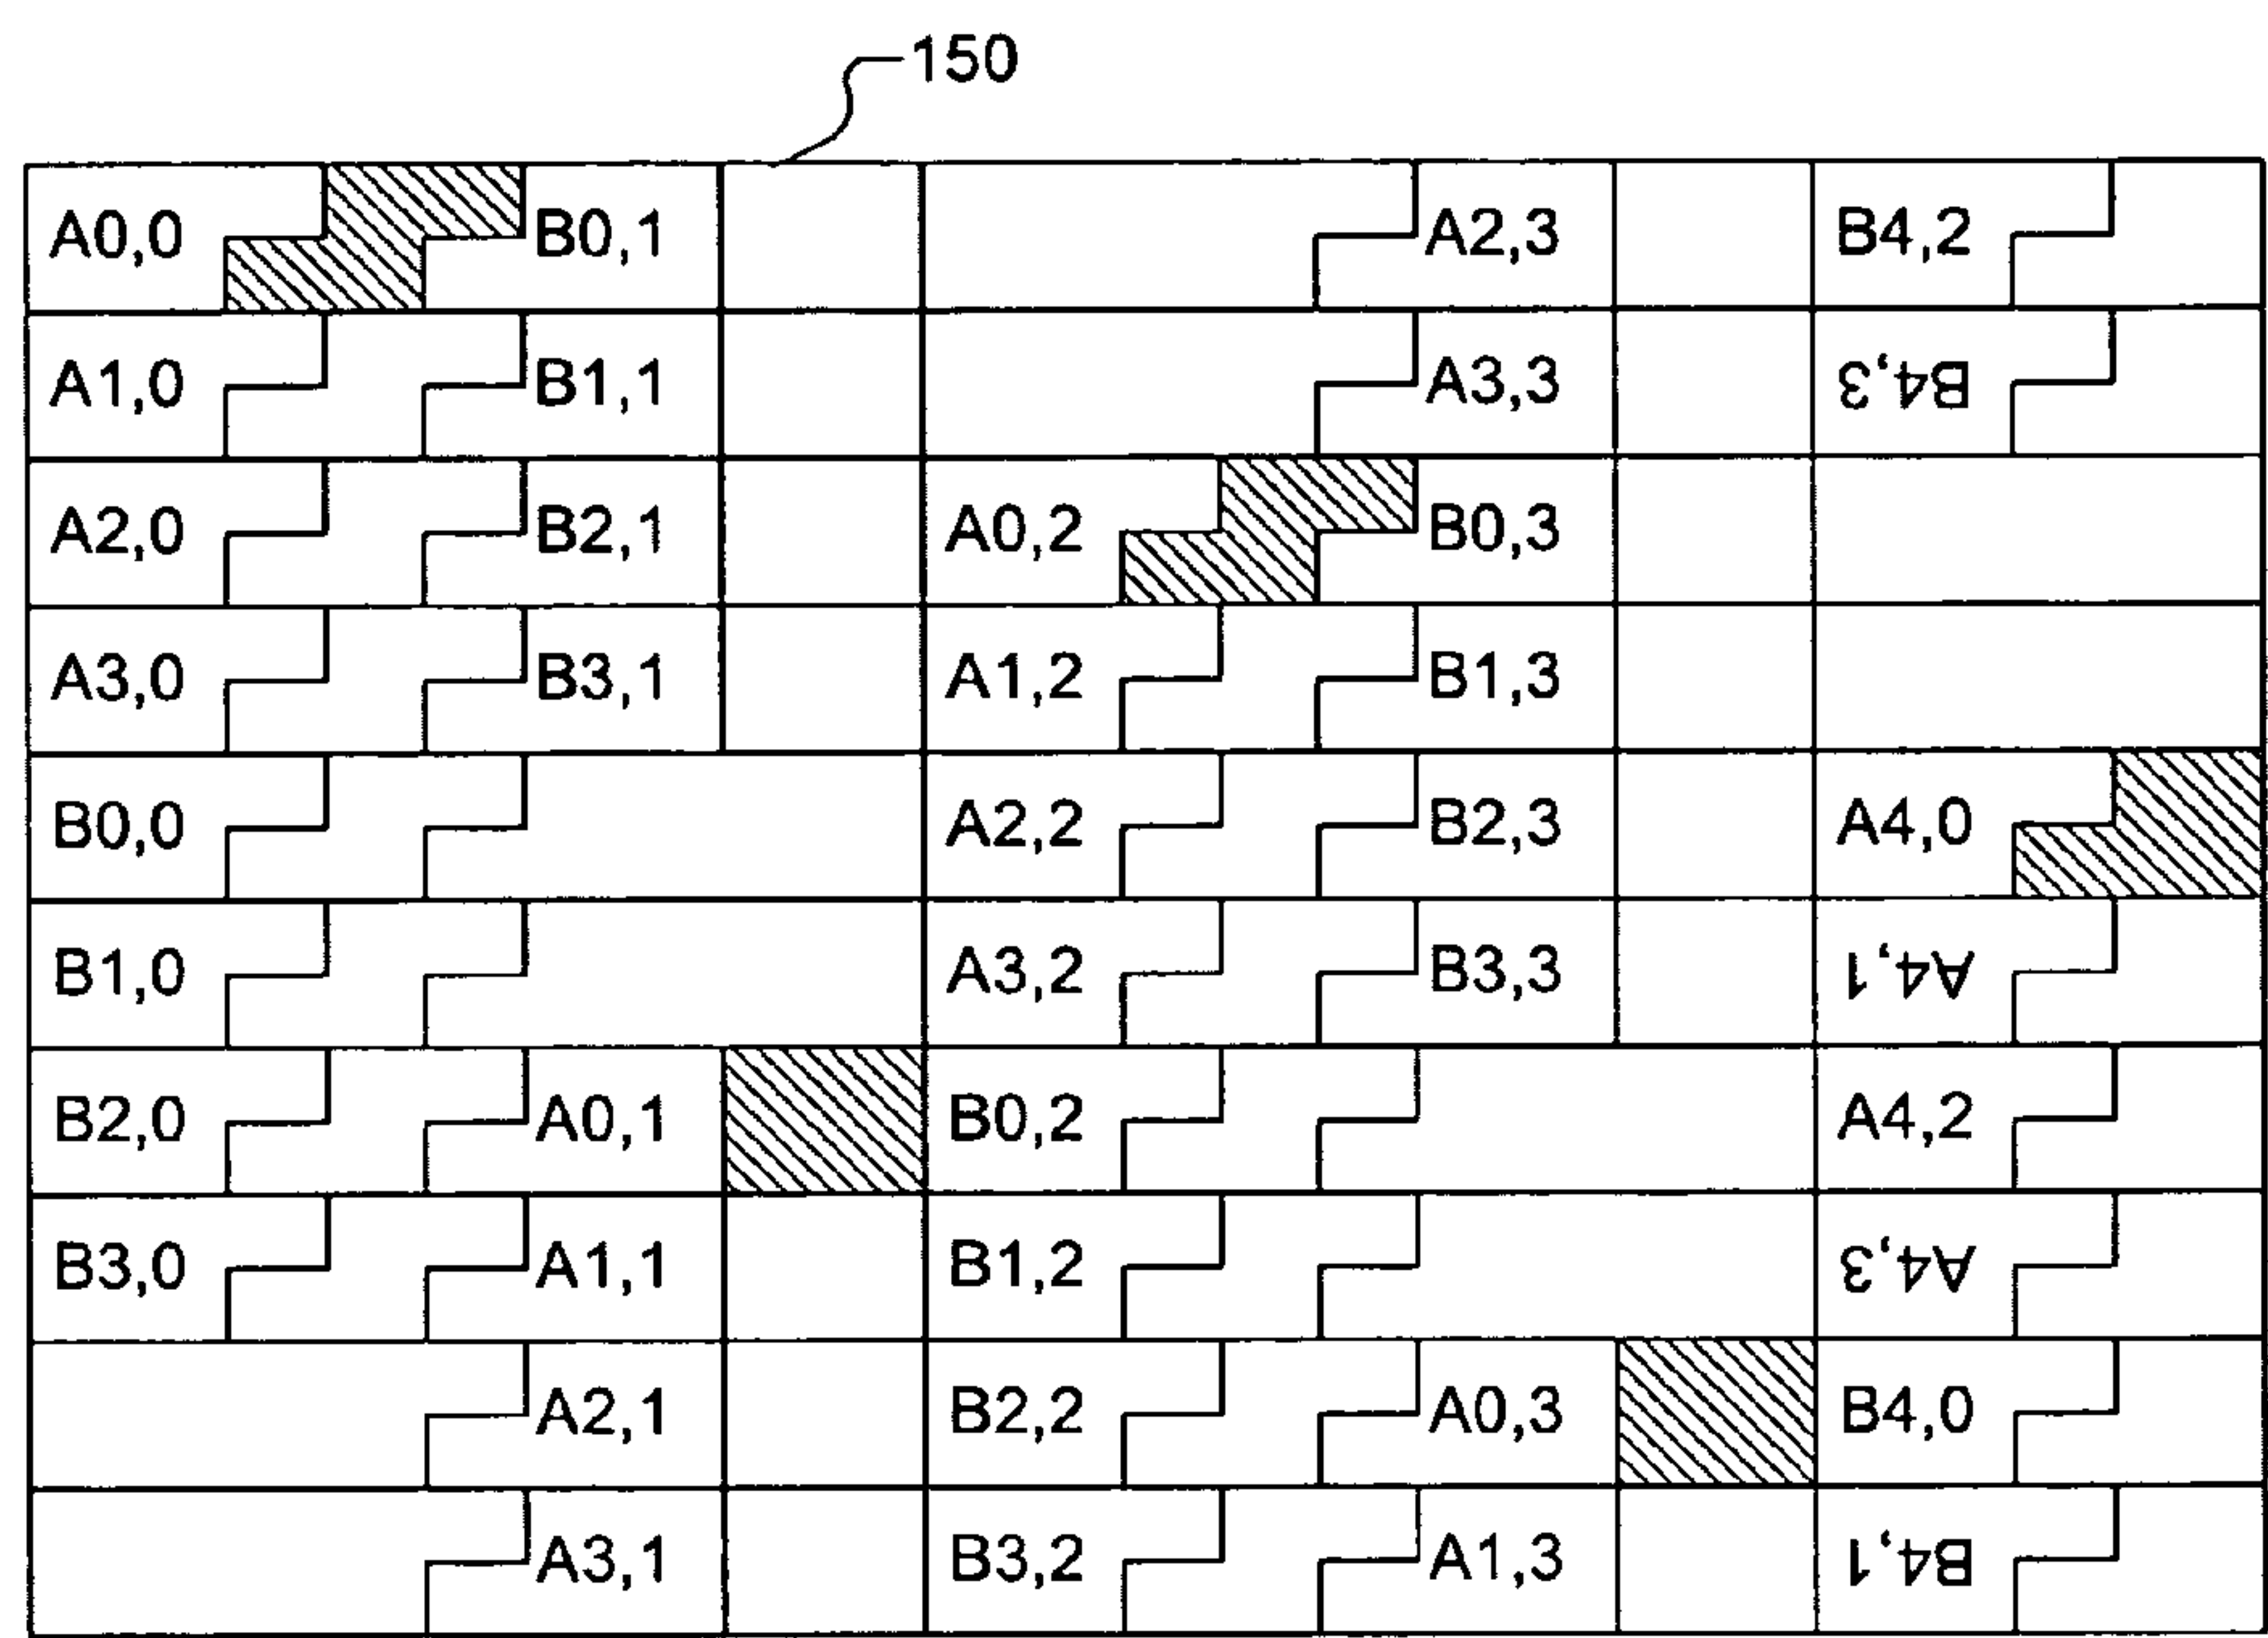 150
A0,0 B0,1 A2,3 B4,2
A1,0 B1,1 A3,3 B4,3
A2,0 B2,1 A0,2 B0,3
A3,0 B3,1 A1,2 B1,3
B0,0 A2,2 B2,3 A4,0
B1,0 A3,2 B3,3 A4,1
B2,0 A0,1 B0,2 A4,2
B3,0 A1,1 B1,2 A4,3
A2,1 B2,2 A0,3 B4,0
A3,1 B3,2 A1,3 B4,1